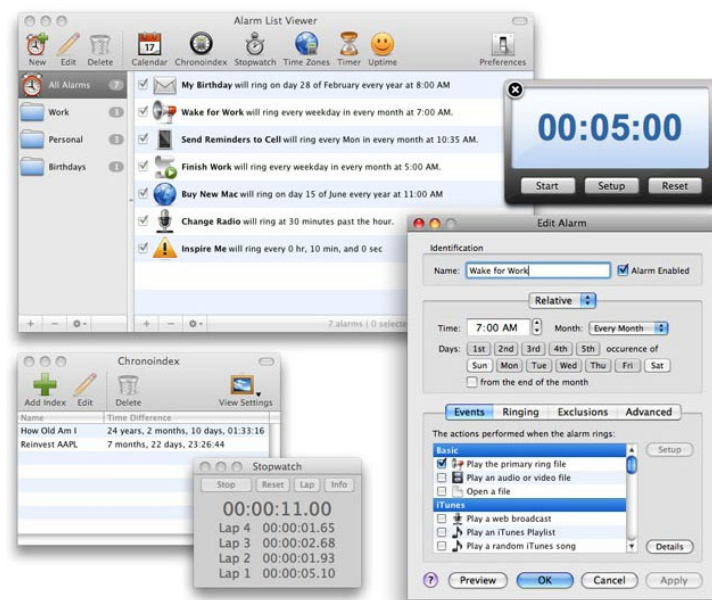 Alarm List Viewer
New Edit Delete Calendar Chronoindex Stopwatch Time Zones Timer Uptime Preferences
17
All Alarms 7
Work
Personal
Birthdays 1
My Birthday will ring on day 28 of February every year at 8:00 AM
Wake for Work will ring every weekday in every month at 7:00 AM.
Send Reminders to Cell will ring every Mon in every month at 10:35 AM.
Finish Work will ring every weekday in every month at 5:00 AM.
Buy New Mac will ring on day 15 of June every year at 11:00 AM
Change Radio will ring at 30 minutes past the hour.
Inspire Me will ring every 0 hr, 10 min, and 0 sec
7 alarms | 0 selecte
00:05:00
Start Setup Reset
Edit Alarm
Identification
Name: Wake for Work Alarm Enabled
Relative
Time: 7:00 AM Month: Every Month
Days: 1st 2nd 3rd 4th 5th occurence of
Sun Mon Tue Wed Thu Fri Sat
from the end of the month
Events Ringing Exclusions Advanced
The actions performed when the alarm rings:
Basic
Play the primary ring file
Play an audio or video file
Open a file
iTunes
Play a web broadcast
Play an iTunes Playlist
Play a random iTunes song
Setup
Details
? Preview OK Cancel Apply
Chronoindex
Add Index Edit Delete View Settings
Name Time Difference
How Old Am I 24 years, 2 months, 10 days, 01:33:16
Reinvest AAPL 7 months, 22 days, 23:26:44
Stopwatch
Stop Reset Lap Info
00:00:11.00
Lap 4 00:00:01.65
Lap 3 00:00:02.68
Lap 2 00:00:01.93
Lap 1 00:00:05.10